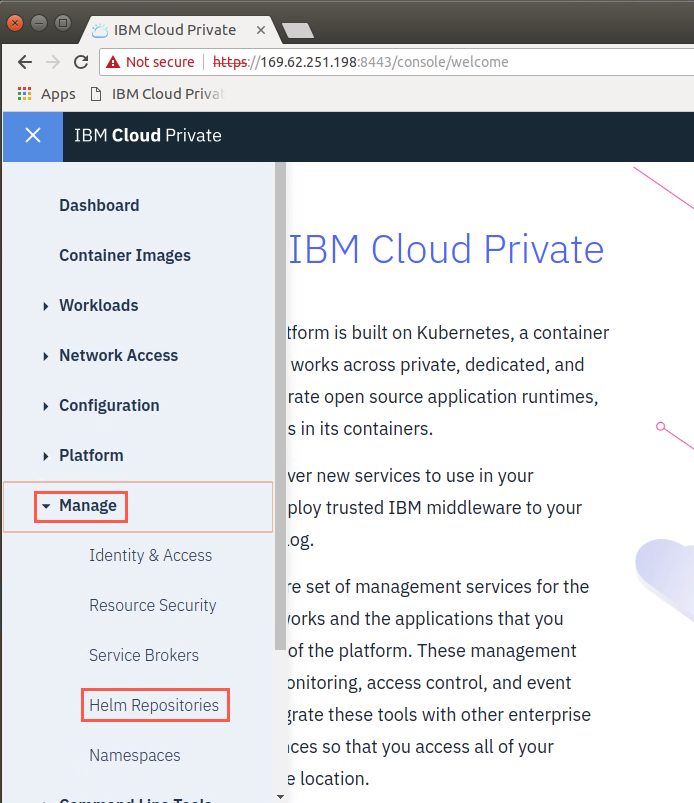 IBM Cloud Private
Not secure https://169.62.251.198:8443/console/welcome
Apps IBM Cloud Privat
IBM Cloud Private
Dashboard
Container Images
Workloads
Network Access
Configuration
Platform
Manage
Identity & Access
Resource Security
Service Brokers
Helm Repositories
Namespaces
Command Line Tools
IBM Cloud Private
tform is built on Kubernetes, a container
works across private, dedicated, and
rate open source application runtimes,
s in its containers.
ver new services to use in your
ploy trusted IBM middleware to your
log.
re set of management services for the
works and the applications that you
of the platform. These management
onitoring, access control, and event
grate these tools with other enterprise
nces so that you access all of your
e location.